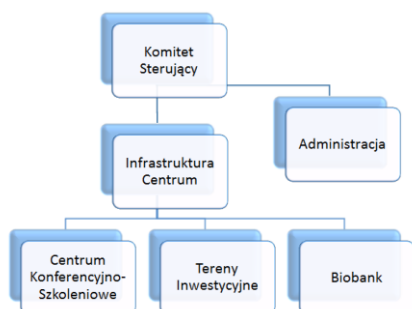 Komitet
Sterujący
Administracja
Infrastruktura
Centrum
Centrum
Konferencyjno-
Szkoleniowe
Tereny
Inwestycyjne
Biobank